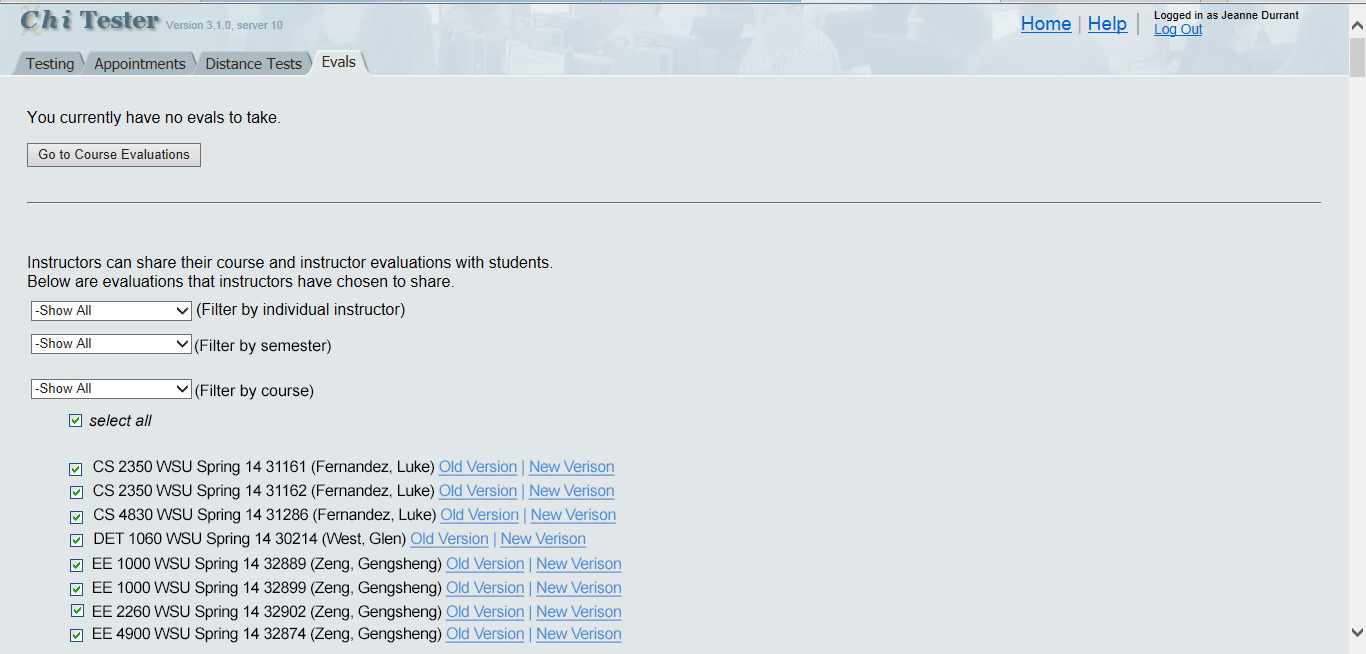 Chi Tester Version 3.1.0, server 10
Home | Help | Logged in as Jeanne Durrant
Log Out
Testing Appointments Distance Tests Evals
You currently have no evals to take.
Go to Course Evaluations
Instructors can share their course and instructor evaluations with students.
Below are evaluations that instructors have chosen to share.
-Show All (Filter by individual instructor)
-Show All (Filter by semester)
-Show All (Filter by course)
select all
CS 2350 WSU Spring 14 31161 (Fernandez, Luke) Old Version | New Verison
CS 2350 WSU Spring 14 31162 (Fernandez, Luke) Old Version | New Verison
CS 4830 WSU Spring 14 31286 (Fernandez, Luke) Old Version | New Verison
DET 1060 WSU Spring 14 30214 (West, Glen) Old Version | New Verison
EE 1000 WSU Spring 14 32889 (Zeng, Gengsheng) Old Version | New Verison
EE 1000 WSU Spring 14 32899 (Zeng, Gengsheng) Old Version | New Verison
EE 2260 WSU Spring 14 32902 (Zeng, Gengsheng) Old Version | New Verison
EE 4900 WSU Spring 14 32874 (Zeng, Gengsheng) Old Version | New Verison